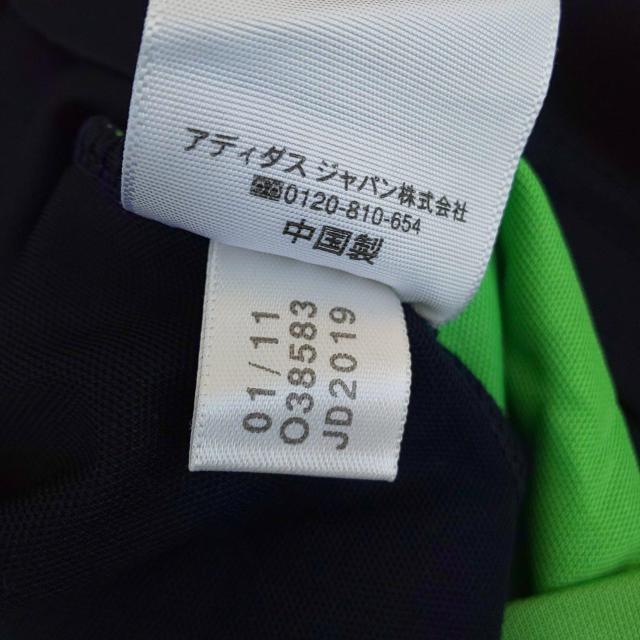 アディダス ジャパン株式会社
☎0120-810-654
中国製
01/11
O38583
JD2019